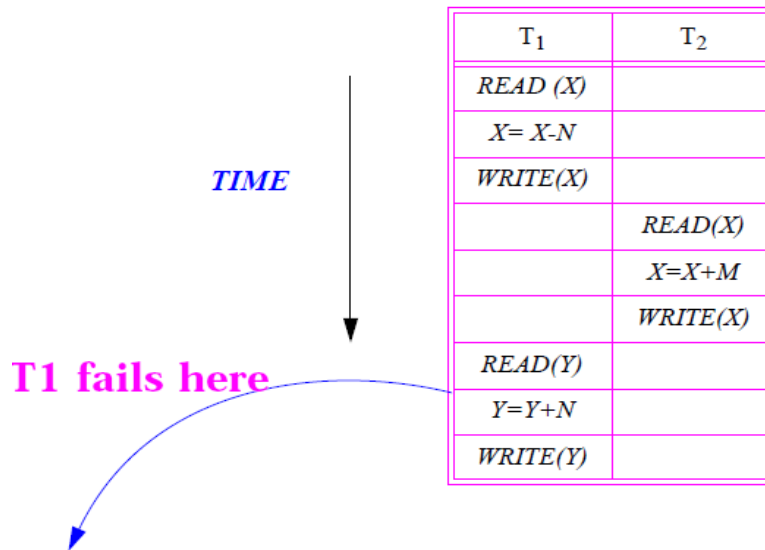 T1 T2
READ (X)
X= X-N
TIME
WRITE(X)
READ(X)
X=X+M
WRITE(X)
T1 fails here
READ(Y)
Y=Y+N
WRITE(Y)